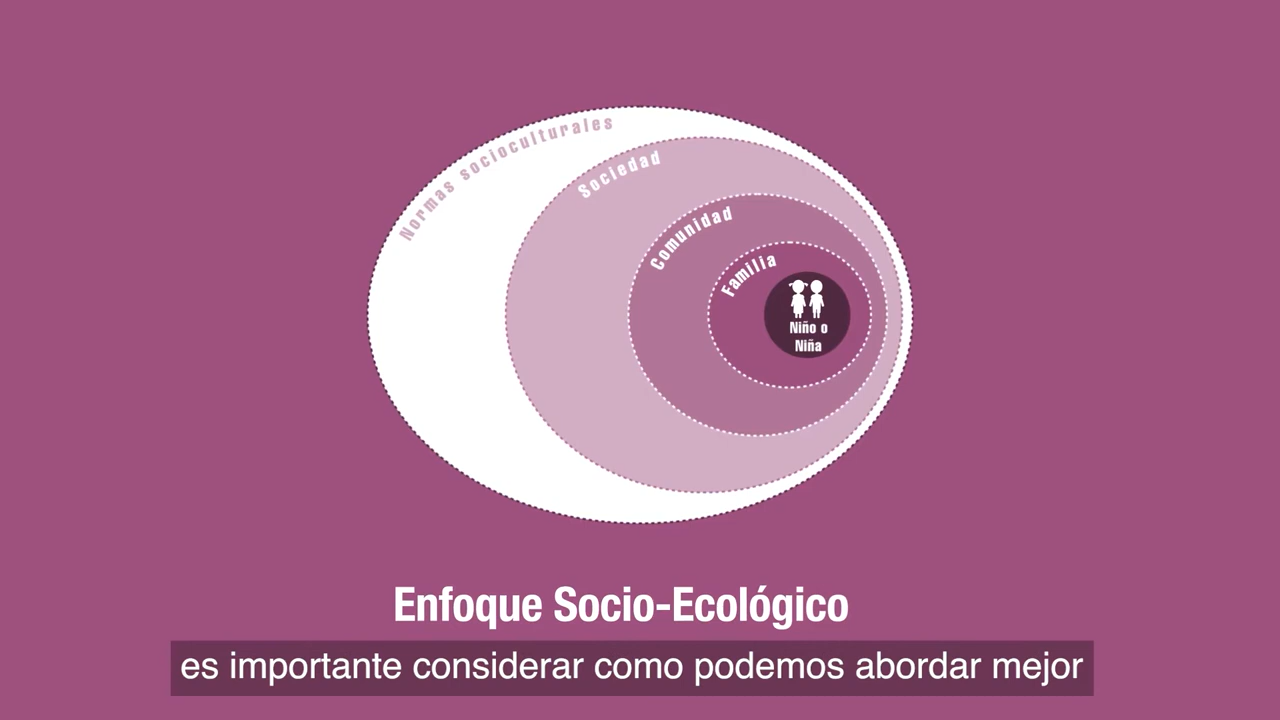 Normas socioculturales
Sociedad
Comunidad
Familia
Niño o
Niña
Enfoque Socio-Ecológico
es importante considerar como podemos abordar mejor